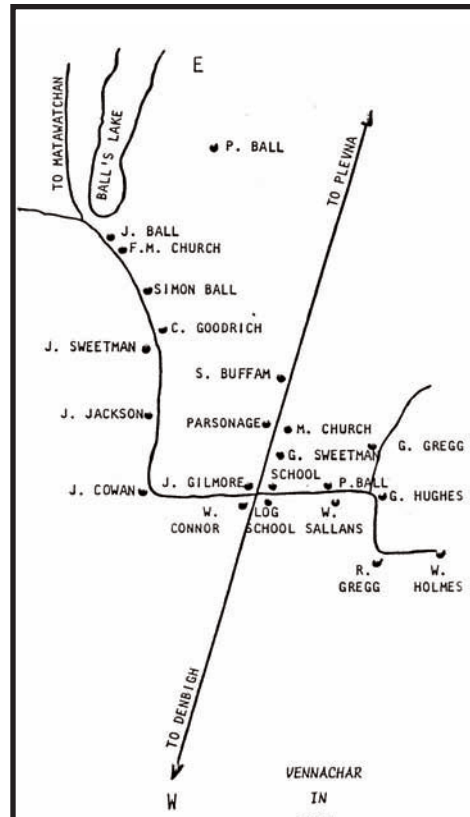 E
TO MATAWATCHAN
BALL'S LAKE
P. BALL
TO PLEVNA
J. BALL
F.M. CHURCH
SIMON BALL
C. GOODRICH
J. SWEETMAN
S. BUFFAM
J. JACKSON
PARSONAGE
M. CHURCH
G. GREGG
G. SWEETMAN
SCHOOL
J. GILMORE
P.BALL
J. COWAN
G. HUGHES
W.
CONNOR
LOG
SCHOOL
W.
SALLANS
R.
GREGG
W.
HOLMES
TO DENBIGH
W
VENNACHAR
IN